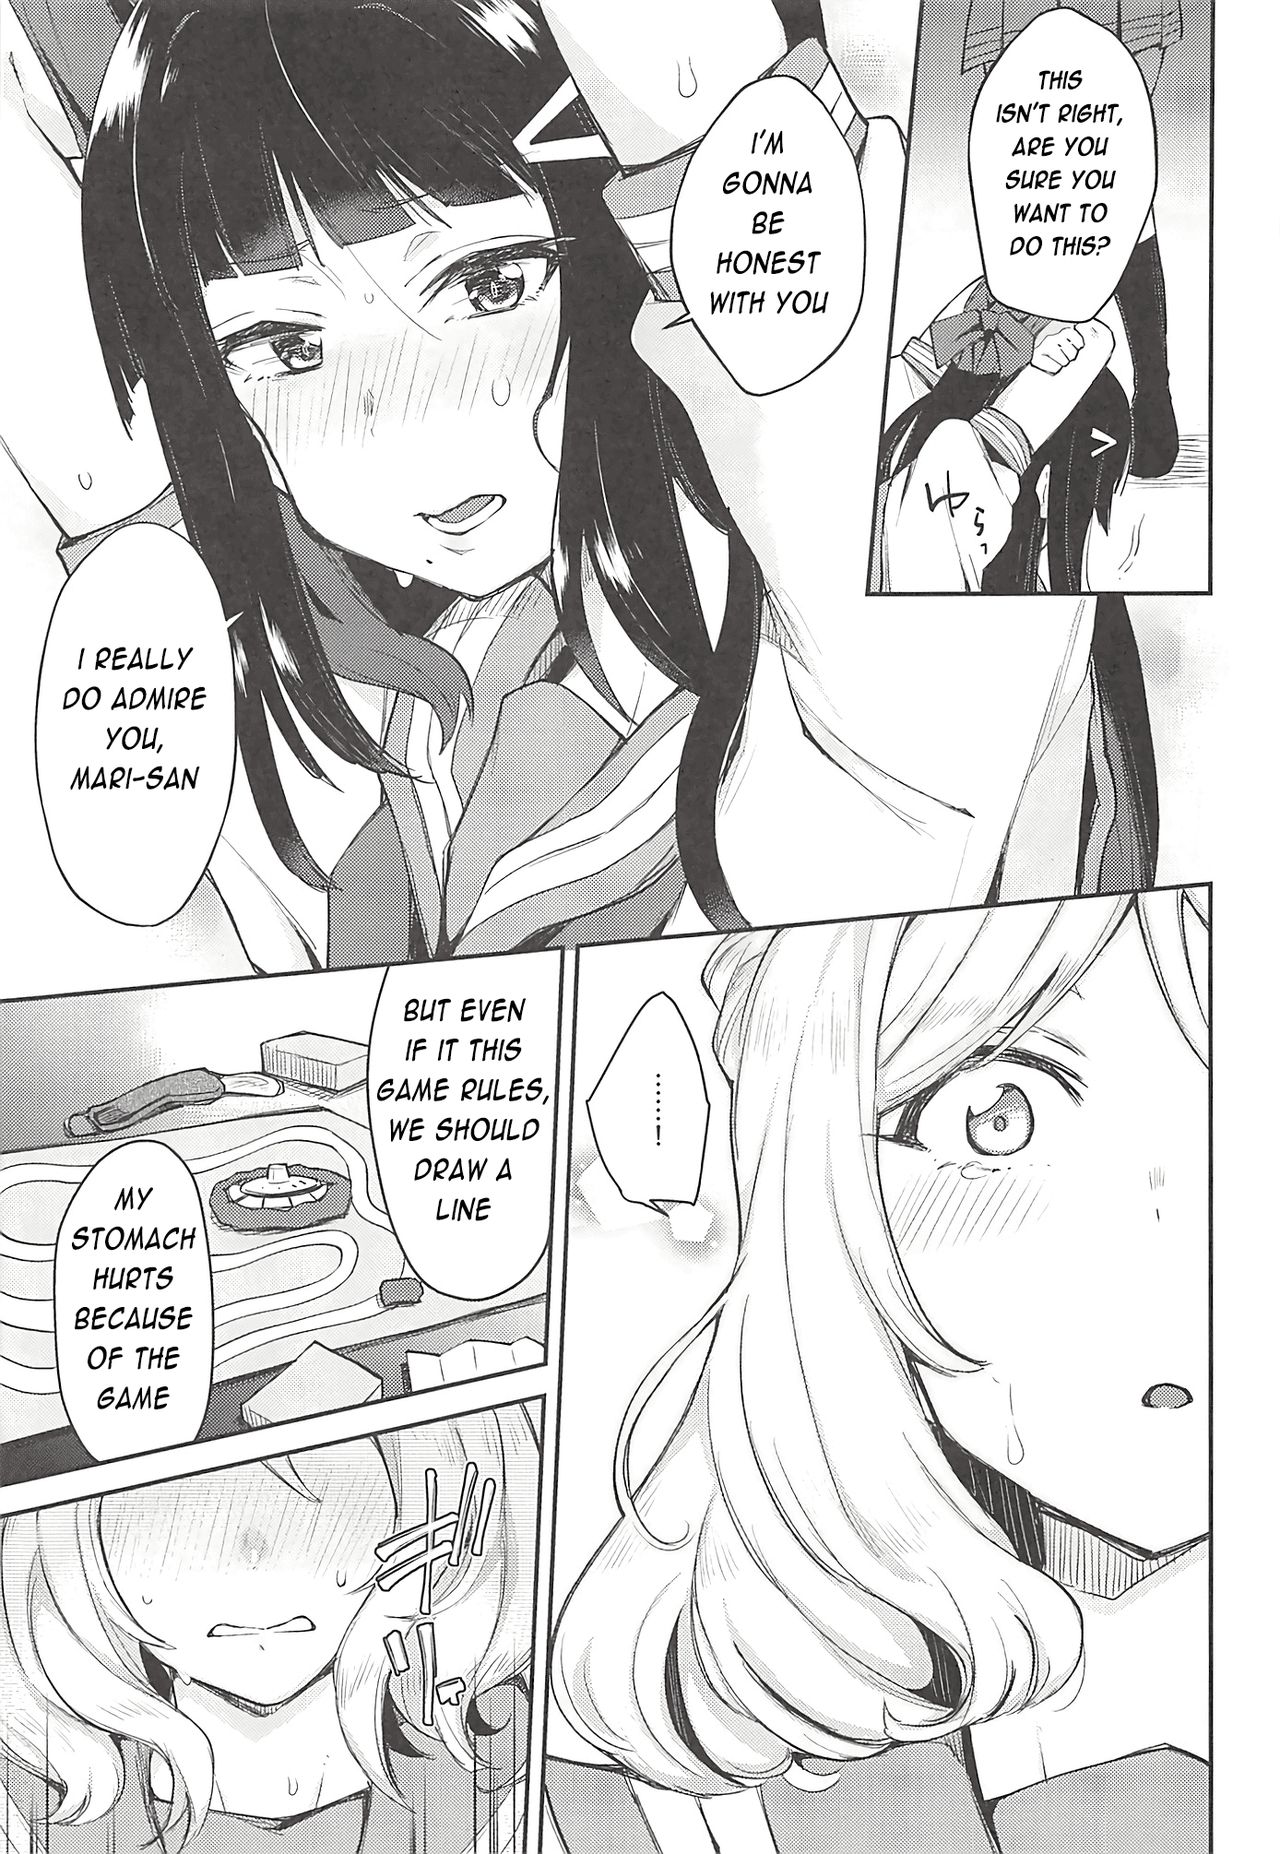 THIS
ISN'T RIGHT,
ARE YOU
SURE YOU
WANT TO
DO THIS?
ゆら、
I'M
GONNA
BE
HONEST
WITH YOU
I REALLY
DO ADMIRE
YOU,
MARI-SAN
........!
BUT EVEN
IF IT THIS
GAME RULES,
WE SHOULD
DRAW A
LINE
MY
STOMACH
HURTS
BECAUSE
OF THE
GAME